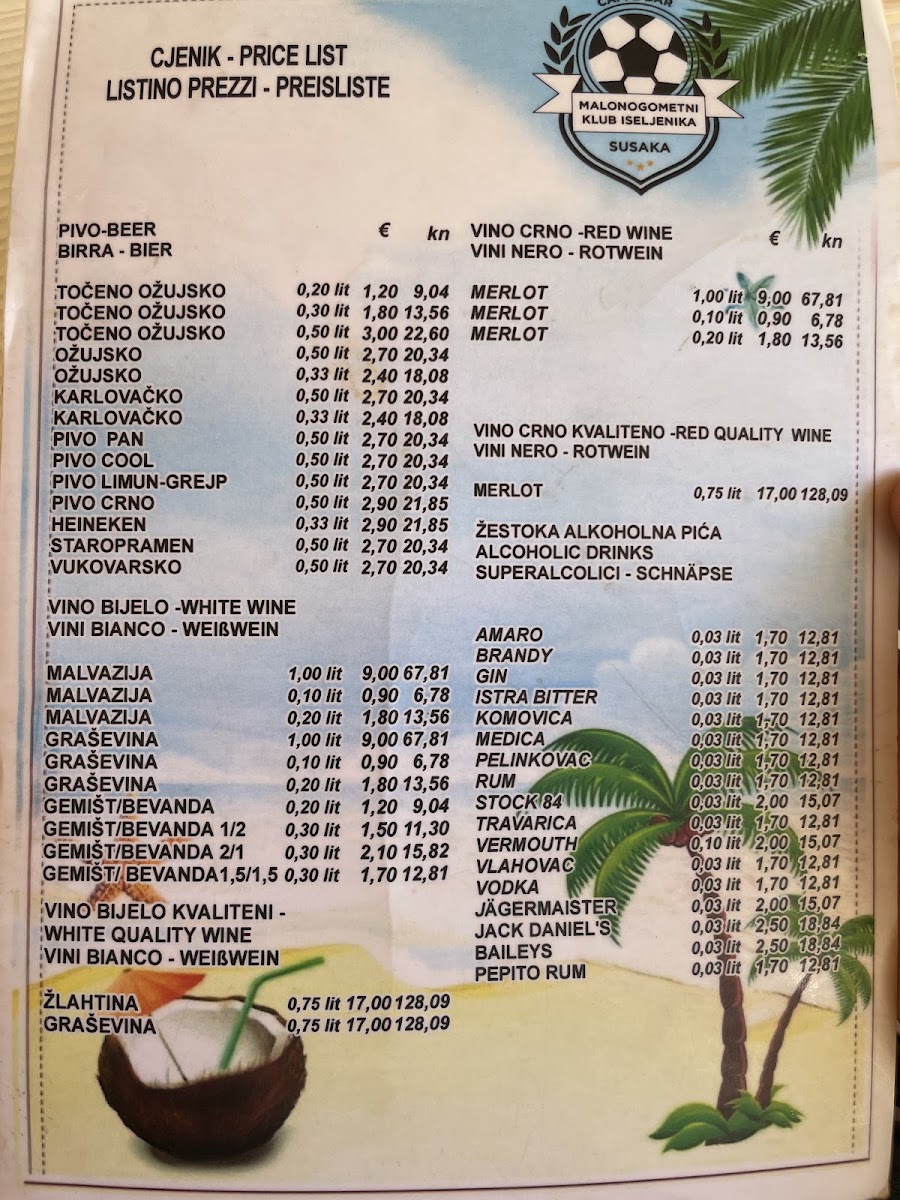 CJENIK - PRICE LIST
LISTINO PREZZI - PREISLISTE
CAFFE BAR
MALONOGOMETNI
KLUB ISELJENIKA
SUSAKA
PIVO-BEER € kn
BIRRA - BIER
TOČENO OŽUJSKO 0,20 lit 1,20 9,04
TOČENO OŽUJSKO 0,30 lit 1,80 13,56
TOČENO OŽUJSKO 0,50 lit 3,00 22,60
OŽUJSKO 0,50 lit 2,70 20,34
OŽUJSKO 0,33 lit 2,40 18,08
KARLOVAČKO 0,50 lit 2,70 20,34
KARLOVAČKO 0,33 lit 2,40 18,08
PIVO PAN 0,50 lit 2,70 20,34
PIVO COOL 0,50 lit 2,70 20,34
PIVO LIMUN-GREJP 0,50 lit 2,70 20,34
PIVO CRNO 0,50 lit 2,90 21,85
HEINEKEN 0,33 lit 2,90 21,85
STAROPRAMEN 0,50 lit 2,70 20,34
VUKOVARSKO 0,50 lit 2,70 20,34
VINO BIJELO -WHITE WINE
VINI BIANCO - WEIßWEIN
MALVAZIJA 1,00 lit 9,00 67,81
MALVAZIJA 0,10 lit 0,90 6,78
MALVAZIJA 0,20 lit 1,80 13,56
GRAŠEVINA 1,00 lit 9,00 67,81
GRAŠEVINA 0,10 lit 0,90 6,78
GRAŠEVINA 0,20 lit 1,80 13,56
GEMIŠT/BEVANDA 0,20 lit 1,20 9,04
GEMIŠT/BEVANDA 1/2 0,30 lit 1,50 11,30
GEMIŠT/BEVANDA 2/1 0,30 lit 2,10 15,82
GEMIŠT/ BEVANDA1,5/1,5 0,30 lit 1,70 12,81
VINO BIJELO KVALITENI -
WHITE QUALITY WINE
VINI BIANCO - WEIßWEIN
ŽLAHTINA 0,75 lit 17,00 128,09
GRAŠEVINA 0,75 lit 17,00 128,09
VINO CRNO -RED WINE € kn
VINI NERO - ROTWEIN
MERLOT 1,00 lit 9,00 67,81
MERLOT 0,10 lit 0,90 6,78
MERLOT 0,20 lit 1,80 13,56
VINO CRNO KVALITENO -RED QUALITY WINE
VINI NERO - ROTWEIN
MERLOT 0,75 lit 17,00 128,09
ŽESTOKA ALKOHOLNA PIĆA
ALCOHOLIC DRINKS
SUPERALCOLICI - SCHNÄPSE
AMARO 0,03 lit 1,70 12,81
BRANDY 0,03 lit 1,70 12,81
GIN 0,03 lit 1,70 12,81
ISTRA BITTER 0,03 lit 1,70 12,81
KOMOVICA 0,03 lit 1,70 12,81
MEDICA 0,03 lit 1,70 12,81
PELINKOVAC 0,03 lit 1,70 12,81
RUM 0,03 lit 1,70 12,81
STOCK 84 0,03 lit 2,00 15,07
TRAVARICA 0,03 lit 1,70 12,81
VERMOUTH 0,10 lit 2,00 15,07
VLAHOVAC 0,03 lit 1,70 12,81
VODKA 0,03 lit 1,70 12,81
JÄGERMAISTER 0,03 lit 2,00 15,07
JACK DANIEL'S 0,03 lit 2,50 18,84
BAILEYS 0,03 lit 2,50 18,84
PEPITO RUM 0,03 lit 1,70 12,81